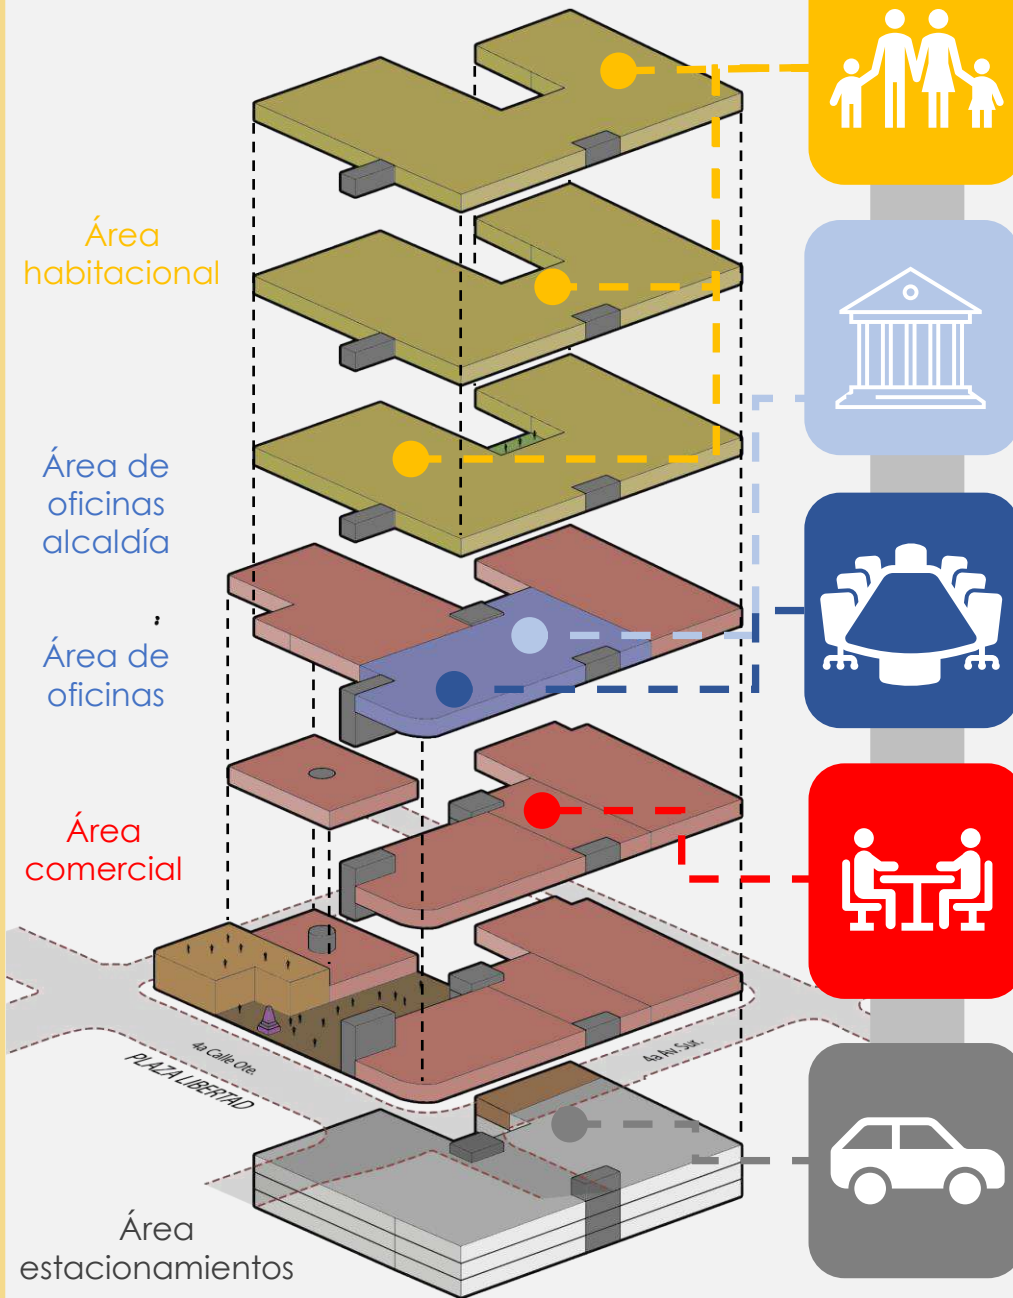 Área
habitacional
Área de
oficinas
alcaldía
;
Área de
oficinas
Área
comercial
4a Calle Ote.
4a Av. Sur.
PLAZA LIBERTAD
Área
estacionamientos